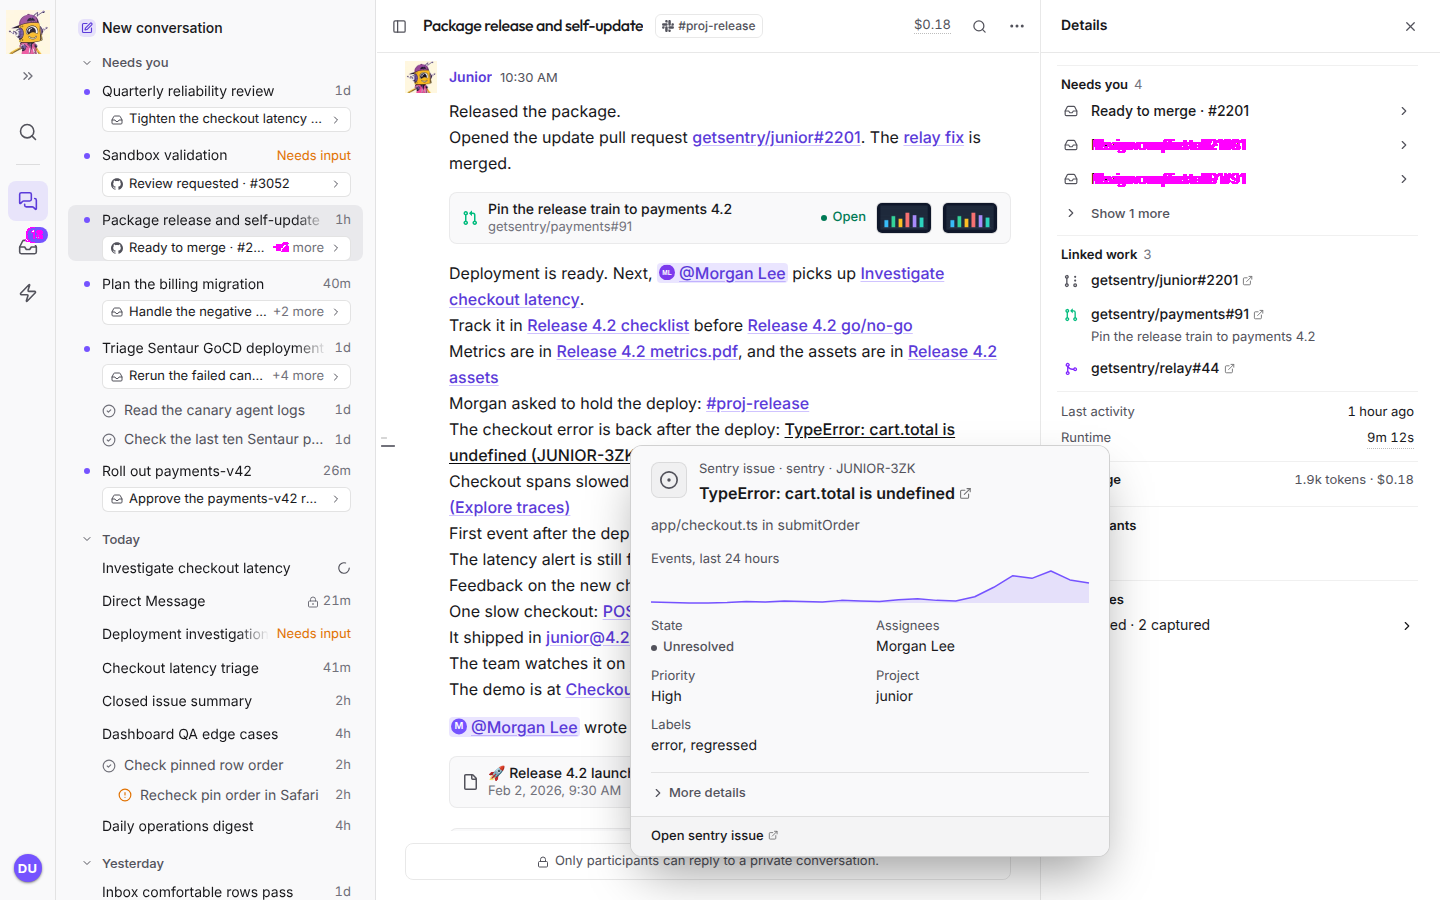 New conversation
Needs you
Quarterly reliability review 1d
Tighten the checkout latency ...
Sandbox validation Needs input
Review requested · #3052
Package release and self-update 1h
Ready to merge · #2... more
Plan the billing migration 40m
Handle the negative ... +2 more
Triage Sentaur GoCD deployment 1d
Rerun the failed can... +4 more
Read the canary agent logs 1d
Check the last ten Sentaur p... 1d
Roll out payments-v42 26m
Approve the payments-v42 r...
Today
Investigate checkout latency
Direct Message 21m
Deployment investigation Needs input
Checkout latency triage 41m
Closed issue summary 2h
Dashboard QA edge cases 4h
Check pinned row order 2h
Recheck pin order in Safari 2h
Daily operations digest 4h
Yesterday
Inbox comfortable rows pass 1d
DU
Package release and self-update #proj-release $0.18
Junior 10:30 AM
Released the package.
Opened the update pull request getsentry/junior#2201. The relay fix is
merged.
Pin the release train to payments 4.2
getsentry/payments#91
Open
Deployment is ready. Next, ML @Morgan Lee picks up Investigate
checkout latency.
Track it in Release 4.2 checklist before Release 4.2 go/no-go
Metrics are in Release 4.2 metrics.pdf, and the assets are in Release 4.2
assets
Morgan asked to hold the deploy: #proj-release
The checkout error is back after the deploy: TypeError: cart.total is
undefined (JUNIOR-3ZK
Checkout spans slowed
(Explore traces)
First event after the dep
The latency alert is still f
Feedback on the new ch
One slow checkout: POS
It shipped in junior@4.2
The team watches it on
The demo is at Checkou
M @Morgan Lee wrote
🚀 Release 4.2 launch
Feb 2, 2026, 9:30 AM
Only participants can reply to a private conversation.
Sentry issue · sentry · JUNIOR-3ZK
TypeError: cart.total is undefined
app/checkout.ts in submitOrder
Events, last 24 hours
State Assignees
Unresolved Morgan Lee
Priority Project
High junior
Labels
error, regressed
More details
Open sentry issue
Details
Needs you 4
Ready to merge · #2201
Show 1 more
Linked work 3
getsentry/junior#2201
getsentry/payments#91
Pin the release train to payments 4.2
getsentry/relay#44
Last activity 1 hour ago
Runtime 9m 12s
ge 1.9k tokens · $0.18
ants
es
ed · 2 captured